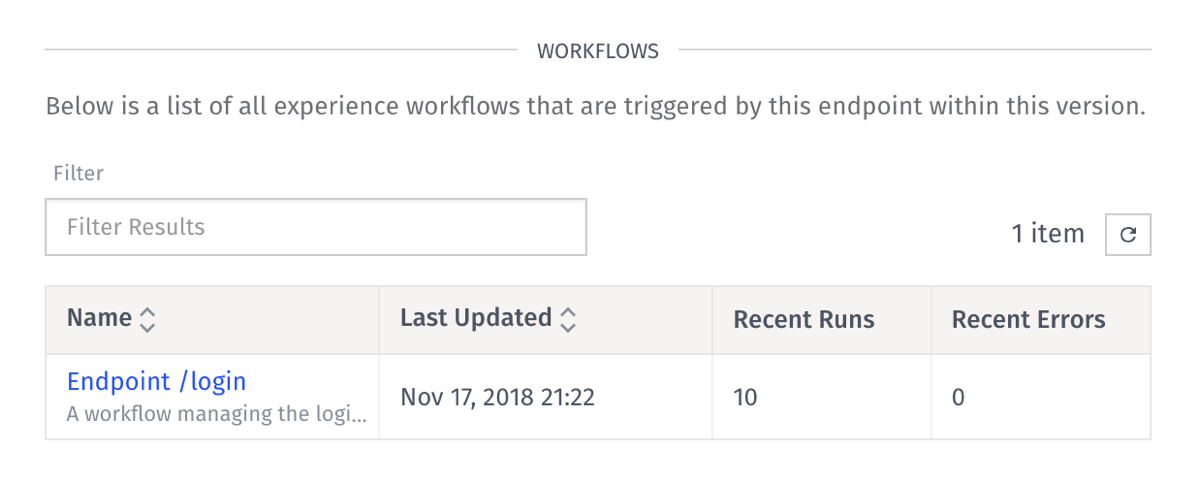 WORKFLOWS
Below is a list of all experience workflows that are triggered by this endpoint within this version.
Filter
Filter Results
1 item
Name Last Updated Recent Runs Recent Errors
Endpoint /login Nov 17, 2018 21:22 10 0
A workflow managing the logi...